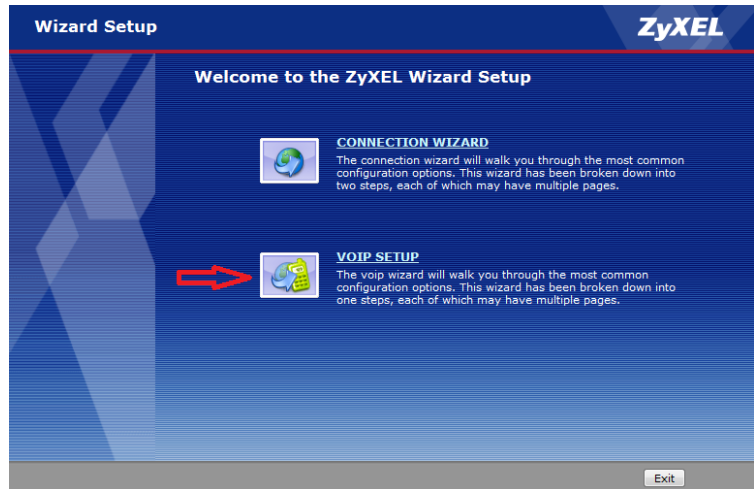 Wizard Setup
ZyXEL
Welcome to the ZyXEL Wizard Setup
CONNECTION WIZARD
The connection wizard will walk you through the most common
configuration options. This wizard has been broken down into
two steps, each of which may have multiple pages.
VOIP SETUP
The voip wizard will walk you through the most common
configuration options. This wizard has been broken down into
one steps, each of which may have multiple pages.
Exit